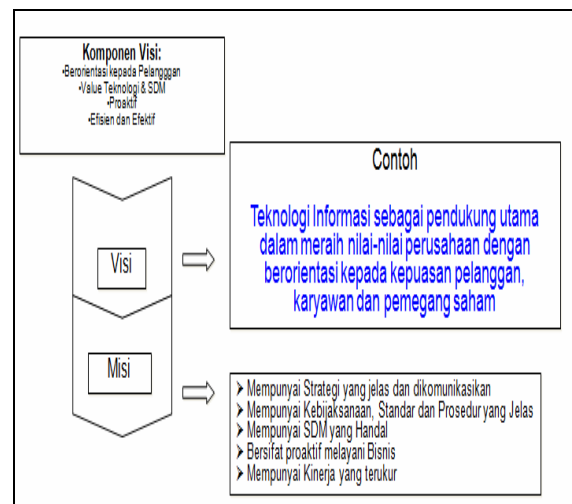 Komponen Visi:
•Berorientasi kepada Pelangggan
•Value Teknologi & SDM
•Proaktif
•Efisien dan Efektif
Contoh
Teknologi Informasi sebagai pendukung utama
dalam meraih nilai-nilai perusahaan dengan
berorientasi kepada kepuasan pelanggan,
karyawan dan pemegang saham
Visi
Misi
➤ Mempunyai Strategi yang jelas dan dikomunikasikan
➤ Mempunyai Kebijaksanaan, Standar dan Prosedur yang Jelas
➤ Mempunyai SDM yang Handal
➤ Bersifat proaktif melayani Bisnis
➤ Mempunyai Kinerja yang terukur